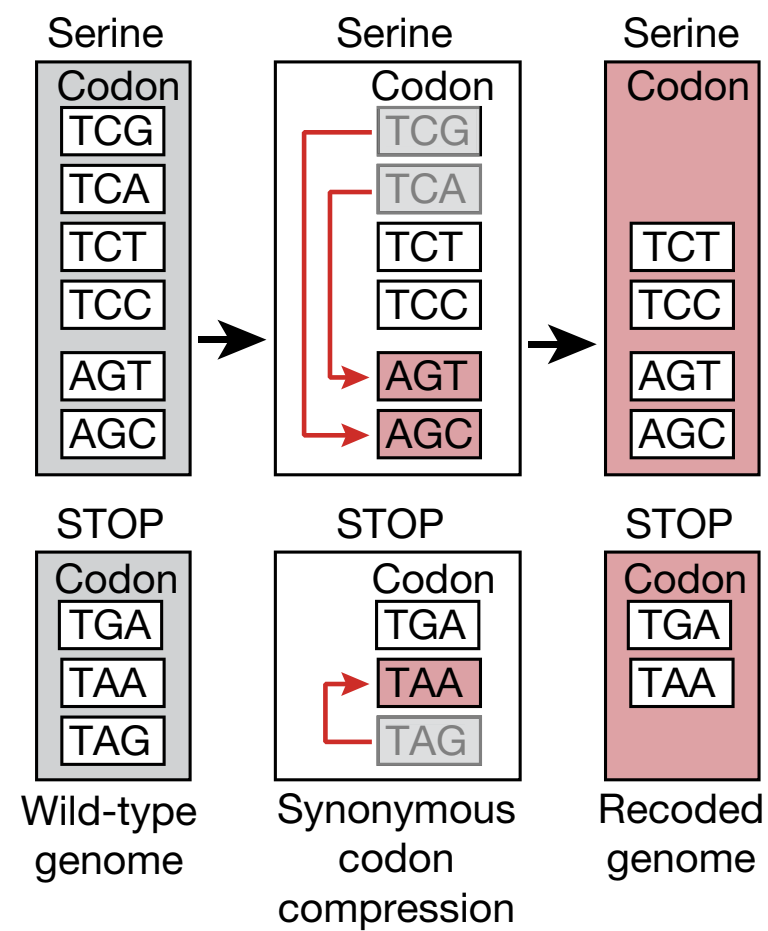 Serine
Codon
TCG
TCA
TCT
TCC
AGT
AGC
STOP
Codon
TGA
TAA
TAG
Wild-type
genome
Serine
Codon
TCG
TCA
TCT
TCC
AGT
AGC
STOP
Codon
TGA
TAA
TAG
Synonymous
codon
compression
Serine
Codon
TCT
TCC
AGT
AGC
STOP
Codon
TGA
TAA
Recoded
genome